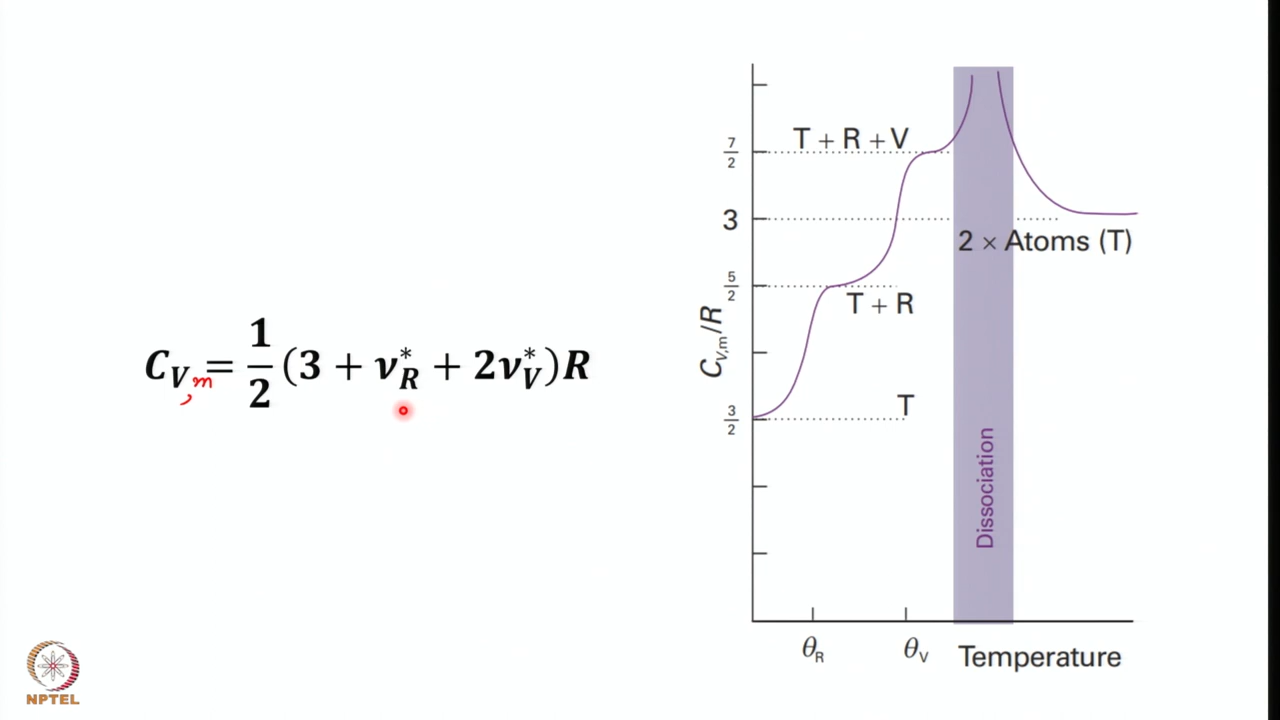 C_V,m = 1/2 (3 + ν*_R + 2ν*_V)R
T + R + V
7/2
3
2 × Atoms (T)
5/2
T + R
C_V,m/R
T
3/2
Dissociation
θ_R
θ_V
Temperature
NPTEL